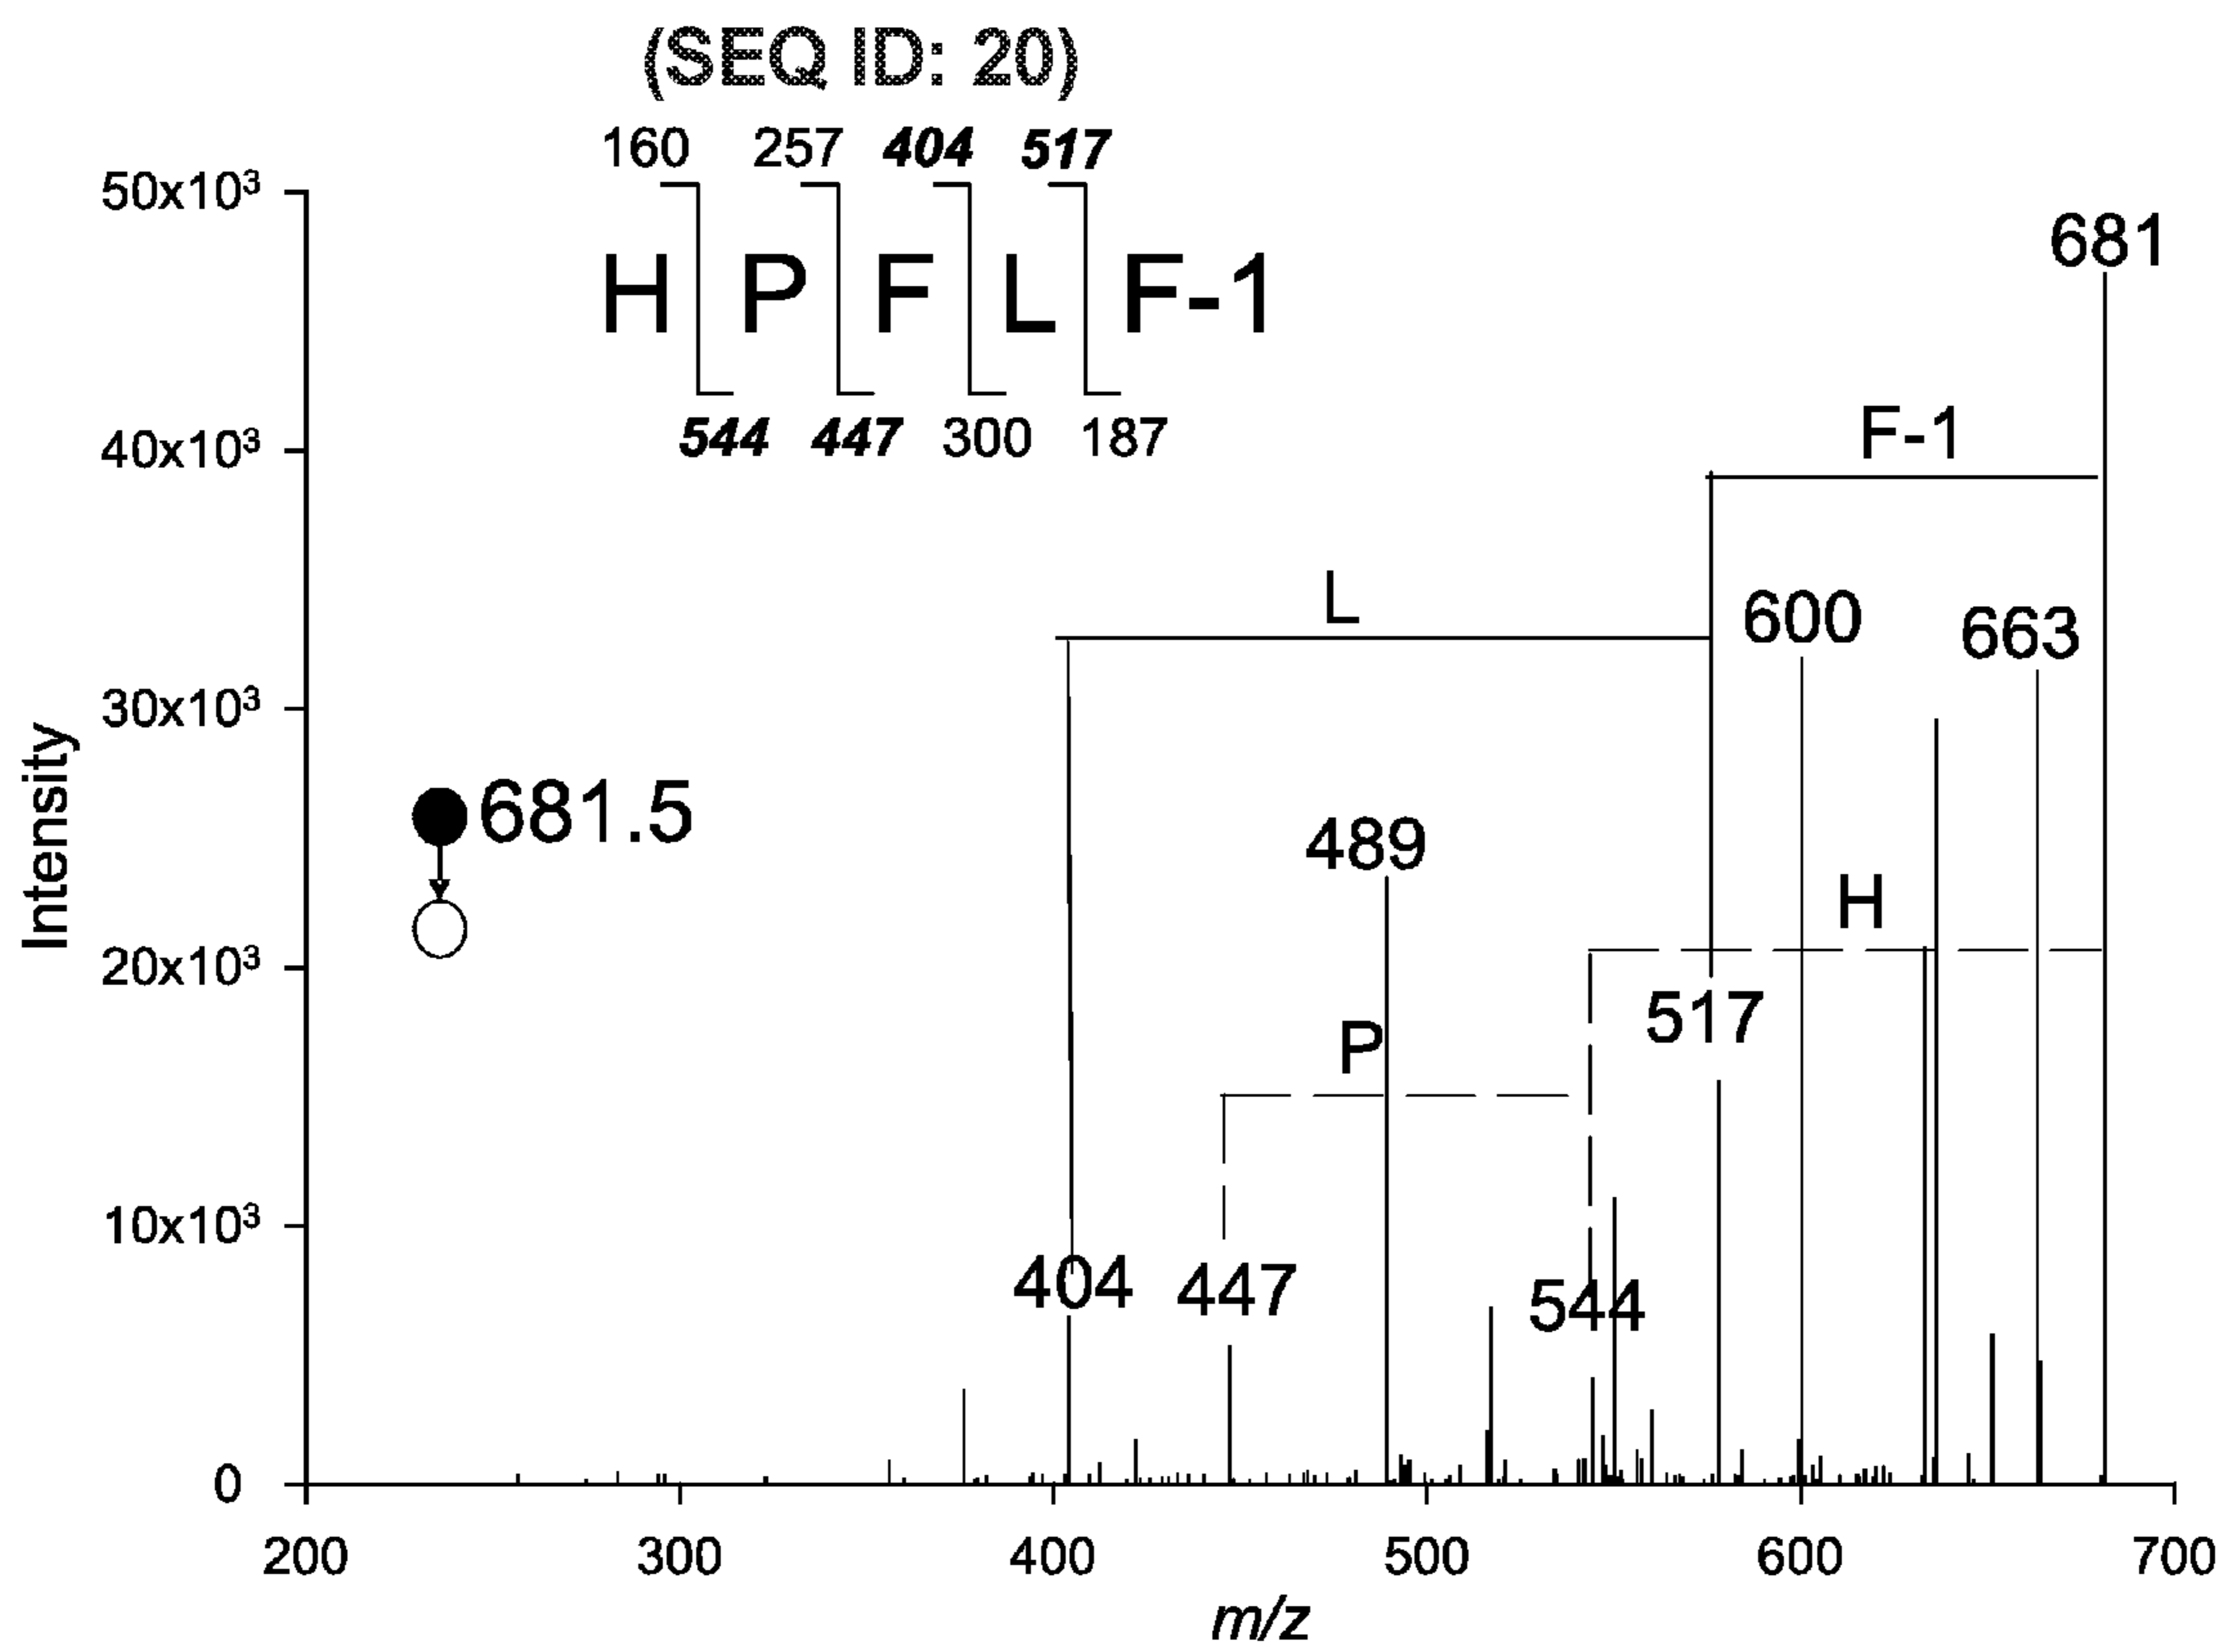 (SEQ ID: 20)
160 257 404 517
H P F L F-1
544 447 300 187
50x10³
40x10³
30x10³
20x10³
10x10³
0
Intensity
681.5
681
F-1
L
600
663
489
H
517
P
404
447
544
200 300 400 500 600 700
m/z